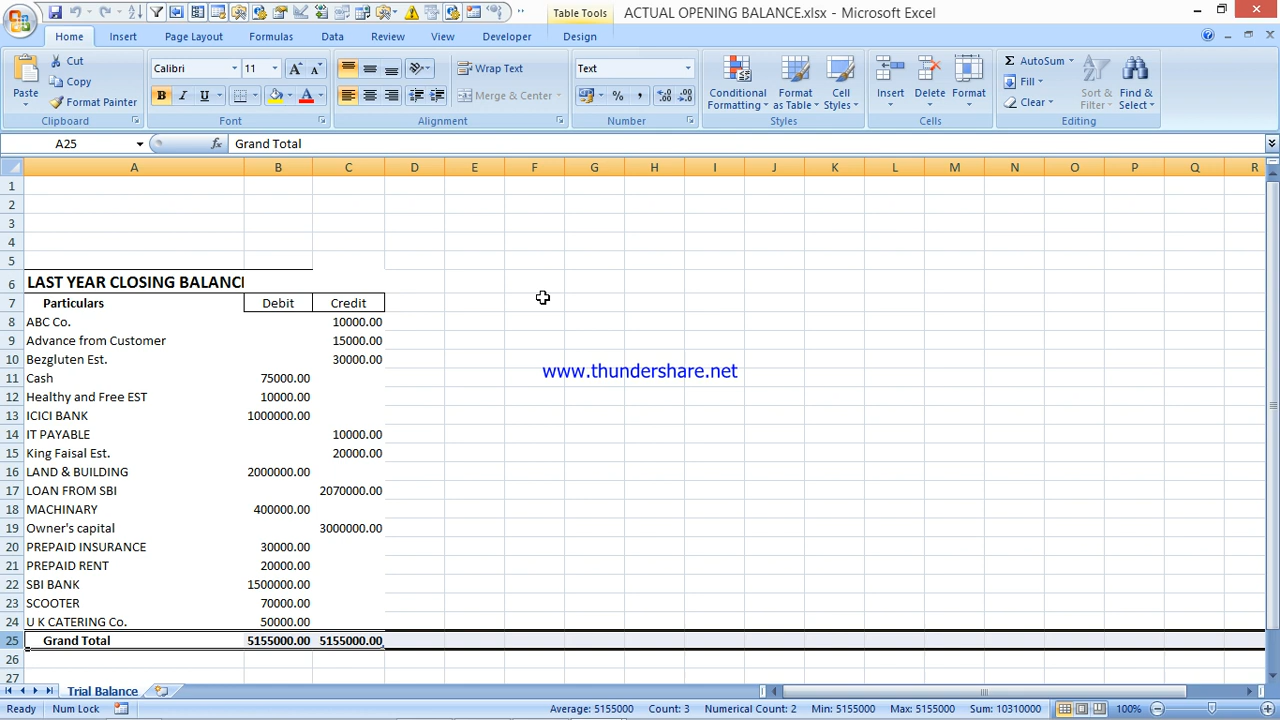 Table Tools
ACTUAL OPENING BALANCE.xlsx - Microsoft Excel
Home Insert Page Layout Formulas Data Review View Developer Design
Paste Cut Copy Format Painter
Calibri 11
Wrap Text Merge & Center
Text
Conditional Formatting Format as Table Cell Styles
Insert Delete Format
AutoSum Fill Clear
Sort & Filter Find & Select
Clipboard Font Alignment Number Styles Cells Editing
A25 Grand Total
A B C D E F G H I J K L M N O P Q R
1
2
3
4
5
6 LAST YEAR CLOSING BALANC
7 Particulars Debit Credit
8 ABC Co. 10000.00
9 Advance from Customer 15000.00
10 Bezgluten Est. 30000.00
11 Cash 75000.00
12 Healthy and Free EST 10000.00
13 ICICI BANK 1000000.00
14 IT PAYABLE 10000.00
15 King Faisal Est. 20000.00
16 LAND & BUILDING 2000000.00
17 LOAN FROM SBI 2070000.00
18 MACHINARY 400000.00
19 Owner's capital 3000000.00
20 PREPAID INSURANCE 30000.00
21 PREPAID RENT 20000.00
22 SBI BANK 1500000.00
23 SCOOTER 70000.00
24 U K CATERING Co. 50000.00
25 Grand Total 5155000.00 5155000.00
26
27
www.thundershare.net
Trial Balance
Ready Num Lock Average: 5155000 Count: 3 Numerical Count: 2 Min: 5155000 Max: 5155000 Sum: 10310000 100%